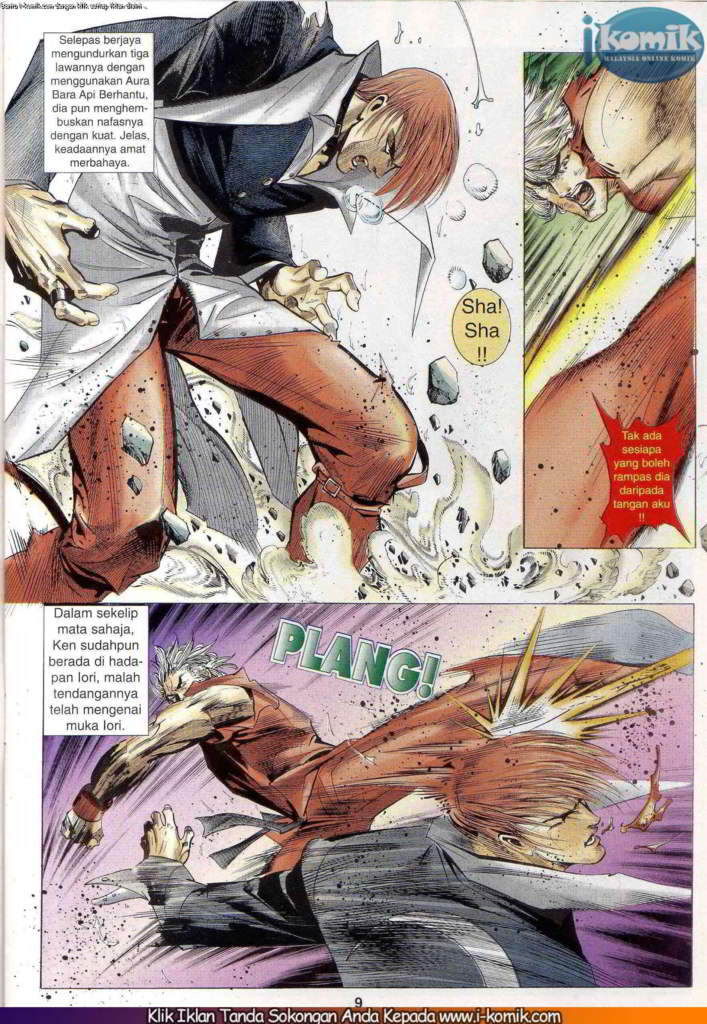 ikomik
MALAYSIA ONLINE KOMIK
Selepas berjaya
mengundurkan tiga
lawannya dengan
menggunakan Aura
Bara Api Berhantu,
dia pun menghem-
buskan nafasnya
dengan kuat. Jelas,
keadaannya amat
merbahaya.
Sha!
Sha
!!
Tak ada
sesiapa
yang boleh
rampas dia
daripada
tangan aku
!!
Dalam sekelip
mata sahaja,
Ken sudahpun
berada di hada-
pan Iori, malah
tendangannya
telah mengenai
muka Iori.
PLANG!
9
Klik Iklan Tanda Sokongan Anda Kepada www.i-komik.com